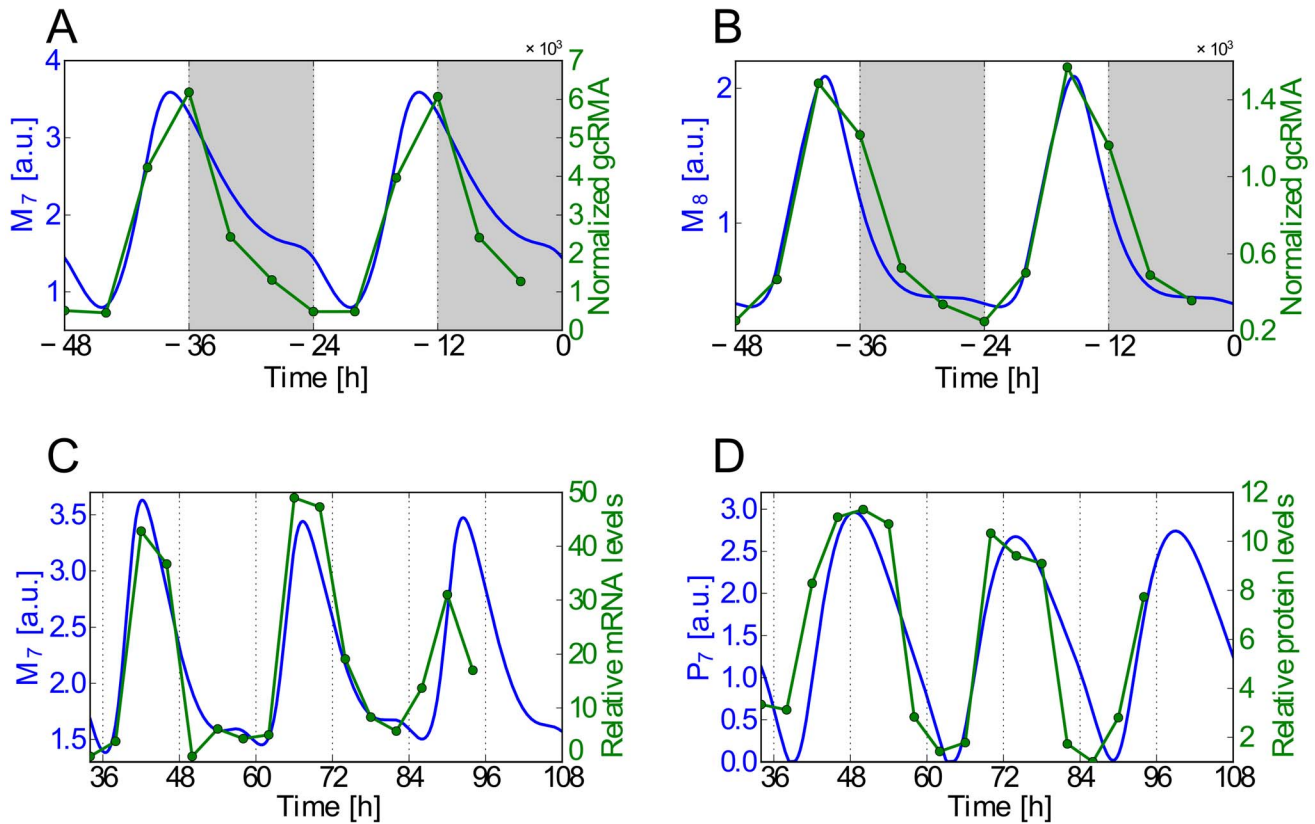 A
× 10³
4
3
2
1
M₇ [a.u.]
7
6
5
4
3
2
1
0
Normalized gcRMA
−48 −36 −24 −12 0
Time [h]
B
× 10³
2
1
M₈ [a.u.]
1.4
1.0
0.6
0.2
Normalized gcRMA
−48 −36 −24 −12 0
Time [h]
C
3.5
3.0
2.5
2.0
1.5
M₇ [a.u.]
50
40
30
20
10
0
Relative mRNA levels
36 48 60 72 84 96 108
Time [h]
D
3.0
2.5
2.0
1.5
1.0
0.5
0.0
P₇ [a.u.]
12
10
8
6
4
2
Relative protein levels
36 48 60 72 84 96 108
Time [h]